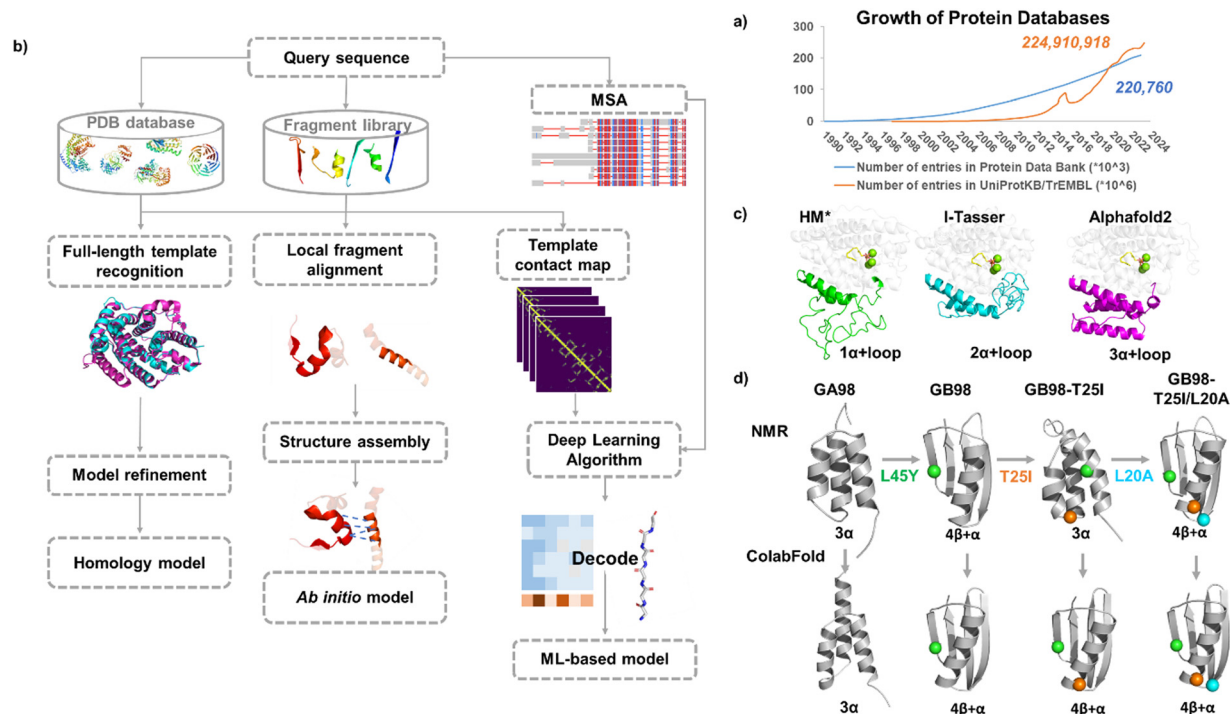 b)
Query sequence
PDB database
Fragment library
MSA
Full-length template
recognition
Local fragment
alignment
Template
contact map
Structure assembly
Deep Learning
Algorithm
Model refinement
Homology model
Decode
Ab initio model
ML-based model
a)
Growth of Protein Databases
300
200
100
0
224,910,918
220,760
1990
1992
1994
1996
1998
2000
2002
2004
2006
2008
2010
2012
2014
2016
2018
2020
2022
2024
Number of entries in Protein Data Bank (*10^3)
Number of entries in UniProtKB/TrEMBL (*10^6)
c)
HM*
I-Tasser
Alphafold2
1α+loop
2α+loop
3α+loop
d)
GA98
GB98
GB98-T25I
GB98-
T25I/L20A
NMR
L45Y
T25I
L20A
3α
4β+α
3α
4β+α
ColabFold
3α
4β+α
4β+α
4β+α